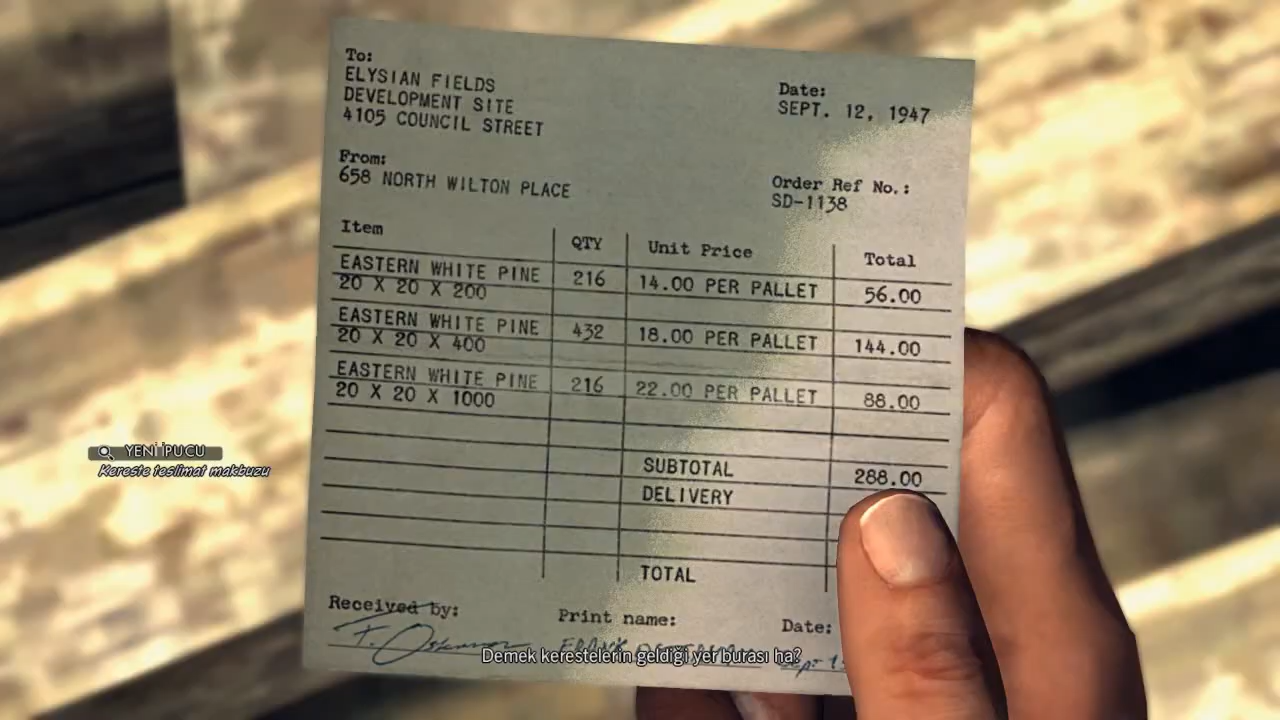 To:
ELYSIAN FIELDS
DEVELOPMENT SITE
4105 COUNCIL STREET
Date:
SEPT. 12, 1947
From:
658 NORTH WILTON PLACE
Order Ref No.:
SD-1138
Item QTY Unit Price Total
EASTERN WHITE PINE 216 14.00 PER PALLET 56.00
20 X 20 X 200
EASTERN WHITE PINE 432 18.00 PER PALLET 144.00
20 X 20 X 400
EASTERN WHITE PINE 216 22.00 PER PALLET 88.00
20 X 20 X 1000
SUBTOTAL 288.00
DELIVERY
TOTAL
YENİ İPUCU
Kereste teslimat makbuzu
Received by: Print name: Date:
Demek kerestelerin geldiği yer burası ha?